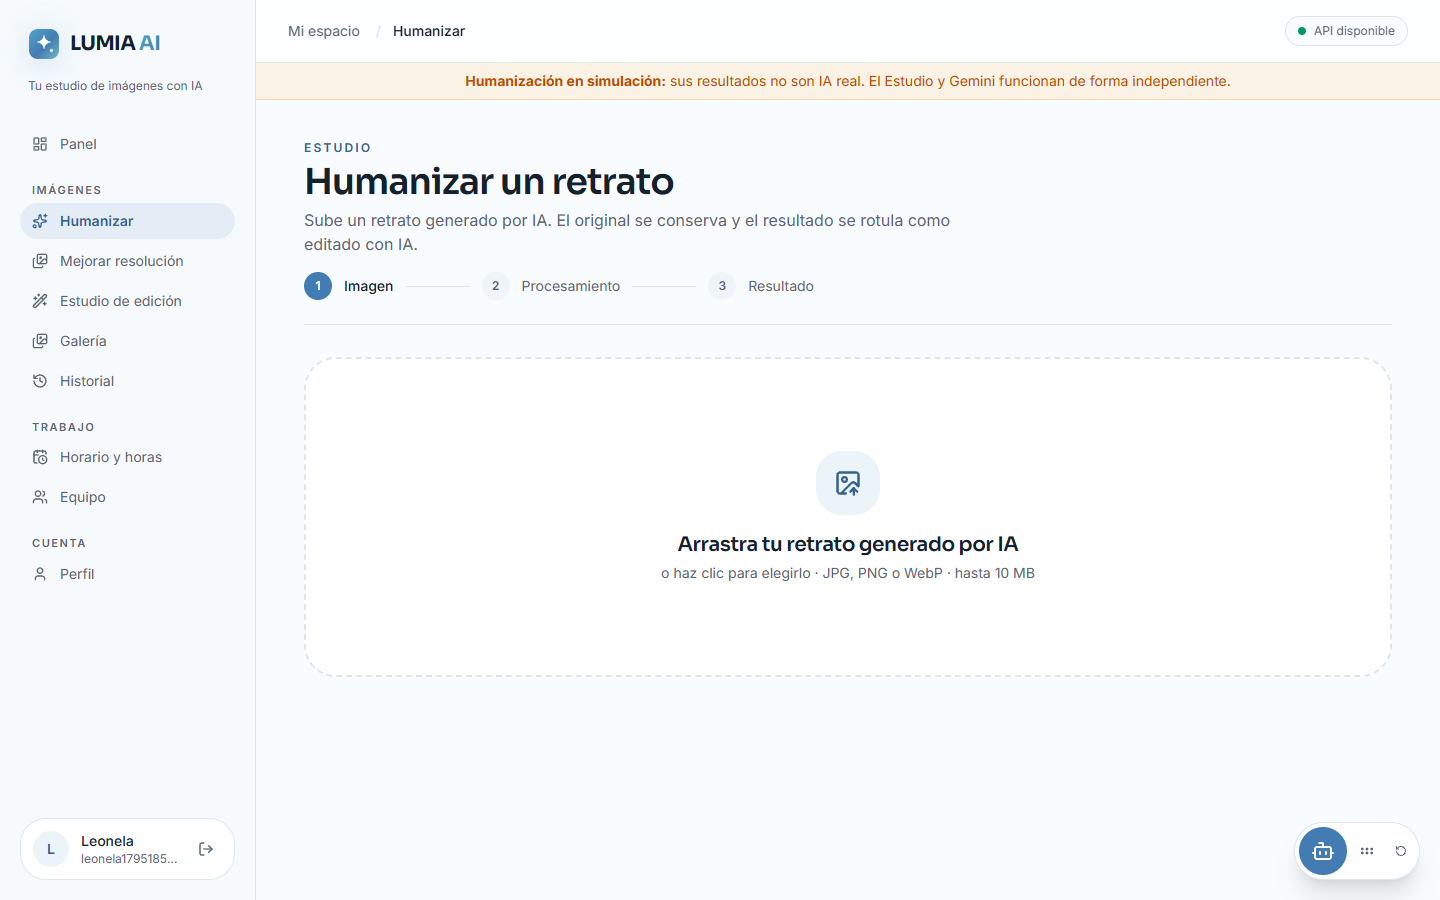 LUMIA AI
Tu estudio de imágenes con IA
Panel
IMÁGENES
Humanizar
Mejorar resolución
Estudio de edición
Galería
Historial
TRABAJO
Horario y horas
Equipo
CUENTA
Perfil
L
Leonela
leonela1795185...
Mi espacio / Humanizar
API disponible
Humanización en simulación: sus resultados no son IA real. El Estudio y Gemini funcionan de forma independiente.
ESTUDIO
Humanizar un retrato
Sube un retrato generado por IA. El original se conserva y el resultado se rotula como
editado con IA.
1 Imagen 2 Procesamiento 3 Resultado
Arrastra tu retrato generado por IA
o haz clic para elegirlo · JPG, PNG o WebP · hasta 10 MB